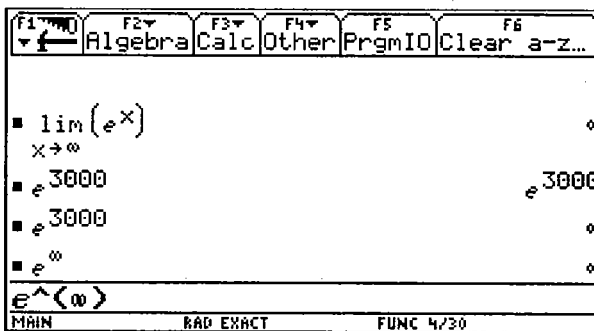 F1 F2 F3 F4 F5 F6
Algebra Calc Other PrgmIO Clear a-z…
▪ lim(e^x) ∞
x→∞
▪ e^3000 e^3000
▪ e^3000 ∞
▪ e^∞ ∞
e^(∞)
MAIN RAD EXACT FUNC 4/30